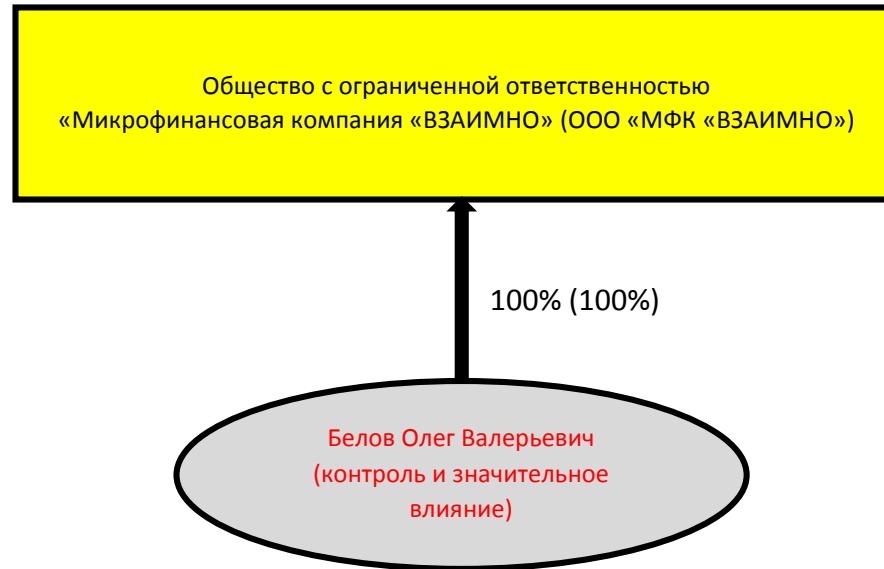 Общество с ограниченной ответственностью
«Микрофинансовая компания «ВЗАИМНО» (ООО «МФК «ВЗАИМНО»)
100% (100%)
Белов Олег Валерьевич
(контроль и значительное
влияние)